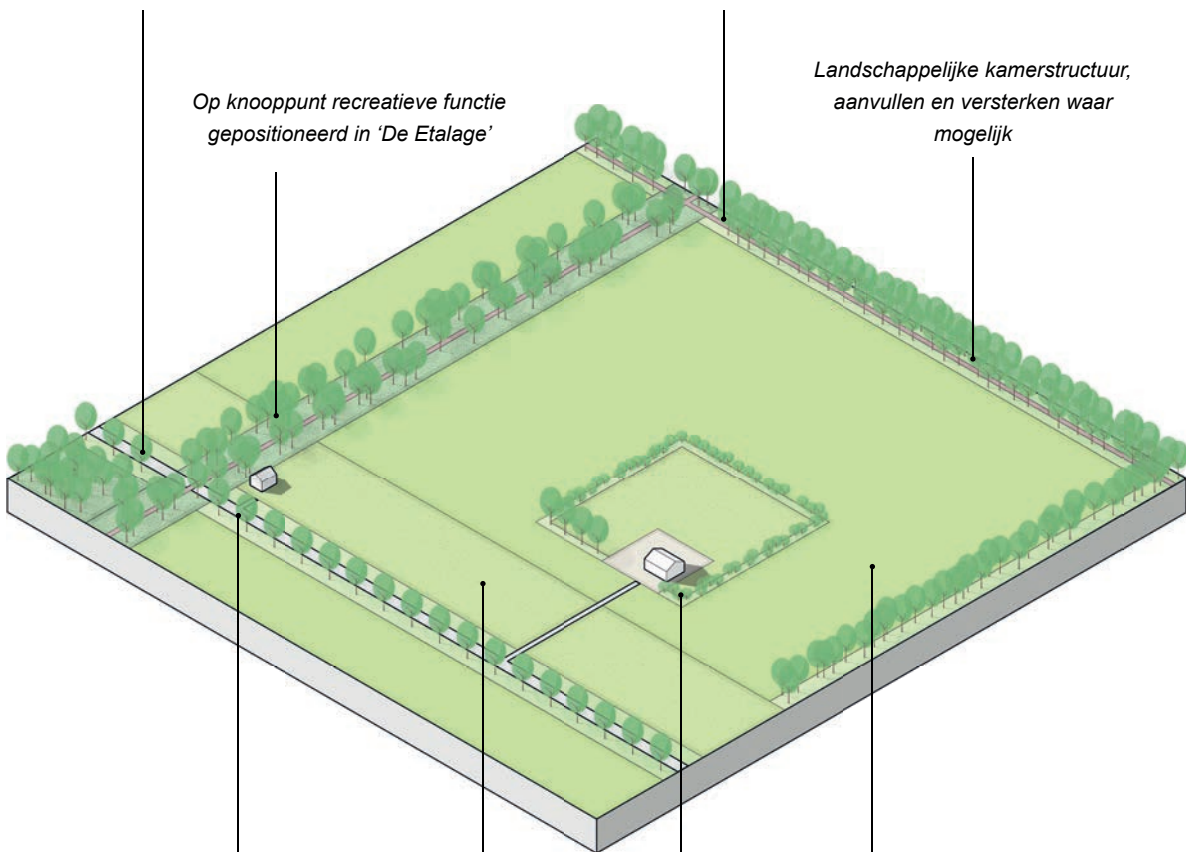 Op knooppunt recreatieve functie
gepositioneerd in ‘De Etalage’
Landschappelijke kamerstructuur,
aanvullen en versterken waar
mogelijk